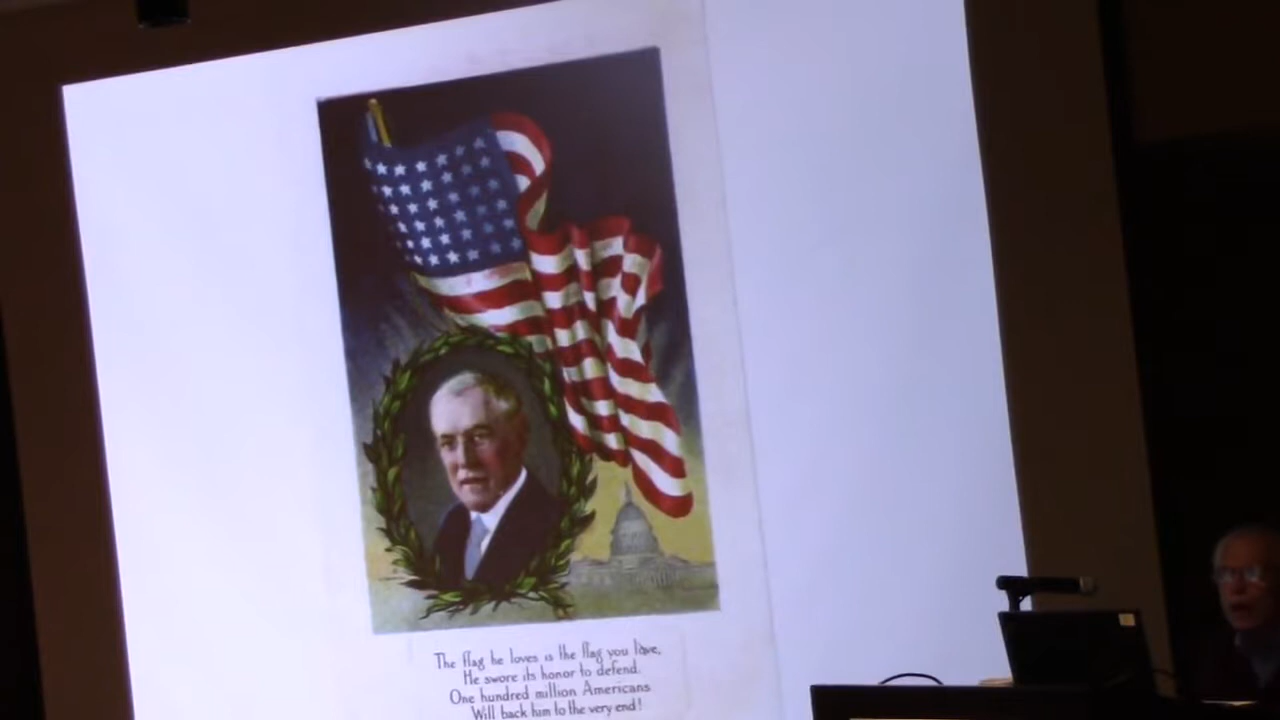 The flag he loves is the flag you love,
He swore its honor to defend.
One hundred million Americans
Will back him to the very end!